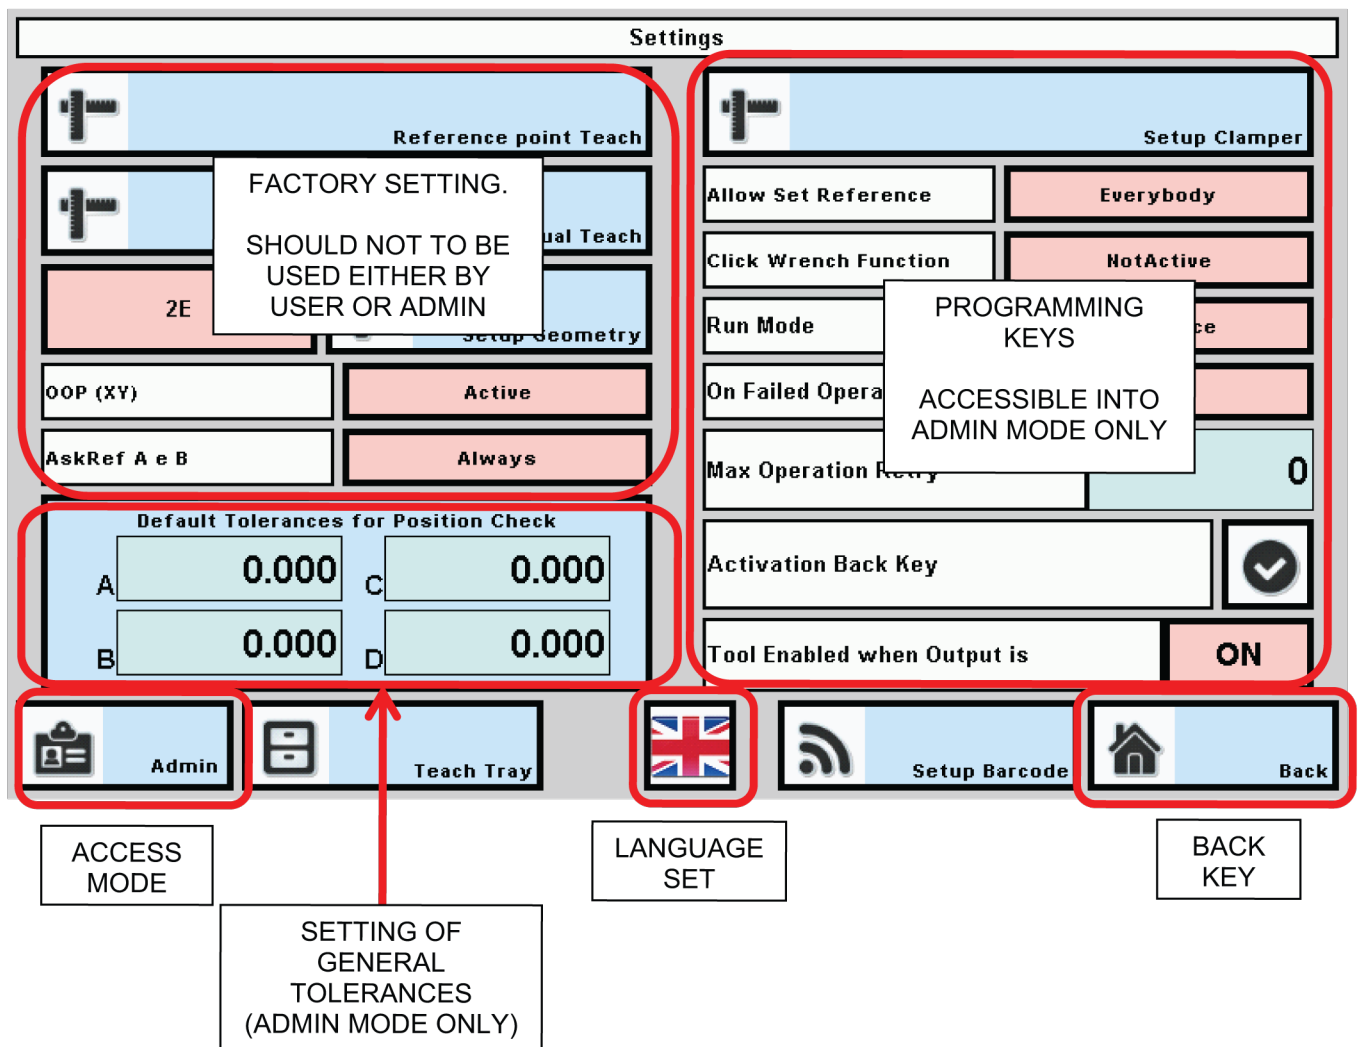 Settings
Reference point Teach
ual Teach
2E
Setup Geometry
OOP (XY)
Active
AskRef A e B
Always
FACTORY SETTING.
SHOULD NOT TO BE
USED EITHER BY
USER OR ADMIN
Default Tolerances for Position Check
A 0.000 C 0.000
B 0.000 D 0.000
Setup Clamper
Allow Set Reference
Everybody
Click Wrench Function
NotActive
Run Mode
ce
On Failed Opera
Max Operation Retry
0
PROGRAMMING
KEYS
ACCESSIBLE INTO
ADMIN MODE ONLY
Activation Back Key
Tool Enabled when Output is
ON
Admin
Teach Tray
Setup Barcode
Back
ACCESS
MODE
SETTING OF
GENERAL
TOLERANCES
(ADMIN MODE ONLY)
LANGUAGE
SET
BACK
KEY